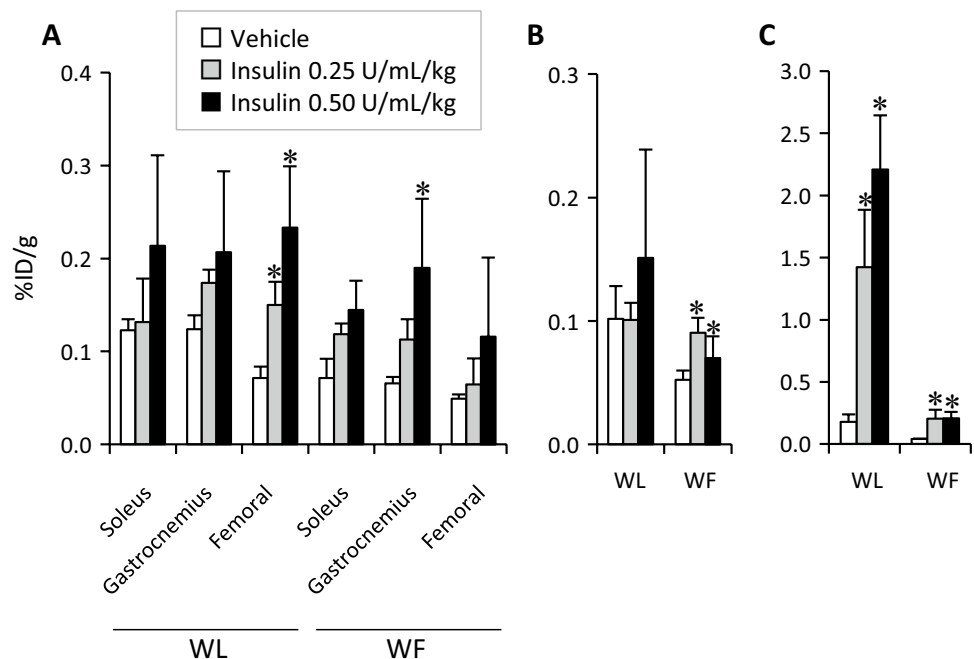 A
Vehicle
Insulin 0.25 U/mL/kg
Insulin 0.50 U/mL/kg
%ID/g
0.4
0.3
0.2
0.1
0.0
*
*
*
Soleus
Gastrocnemius
Femoral
Soleus
Gastrocnemius
Femoral
WL
WF
B
0.3
0.2
0.1
0.0
*
*
WL
WF
C
3.0
2.5
2.0
1.5
1.0
0.5
0.0
*
*
*
*
WL
WF